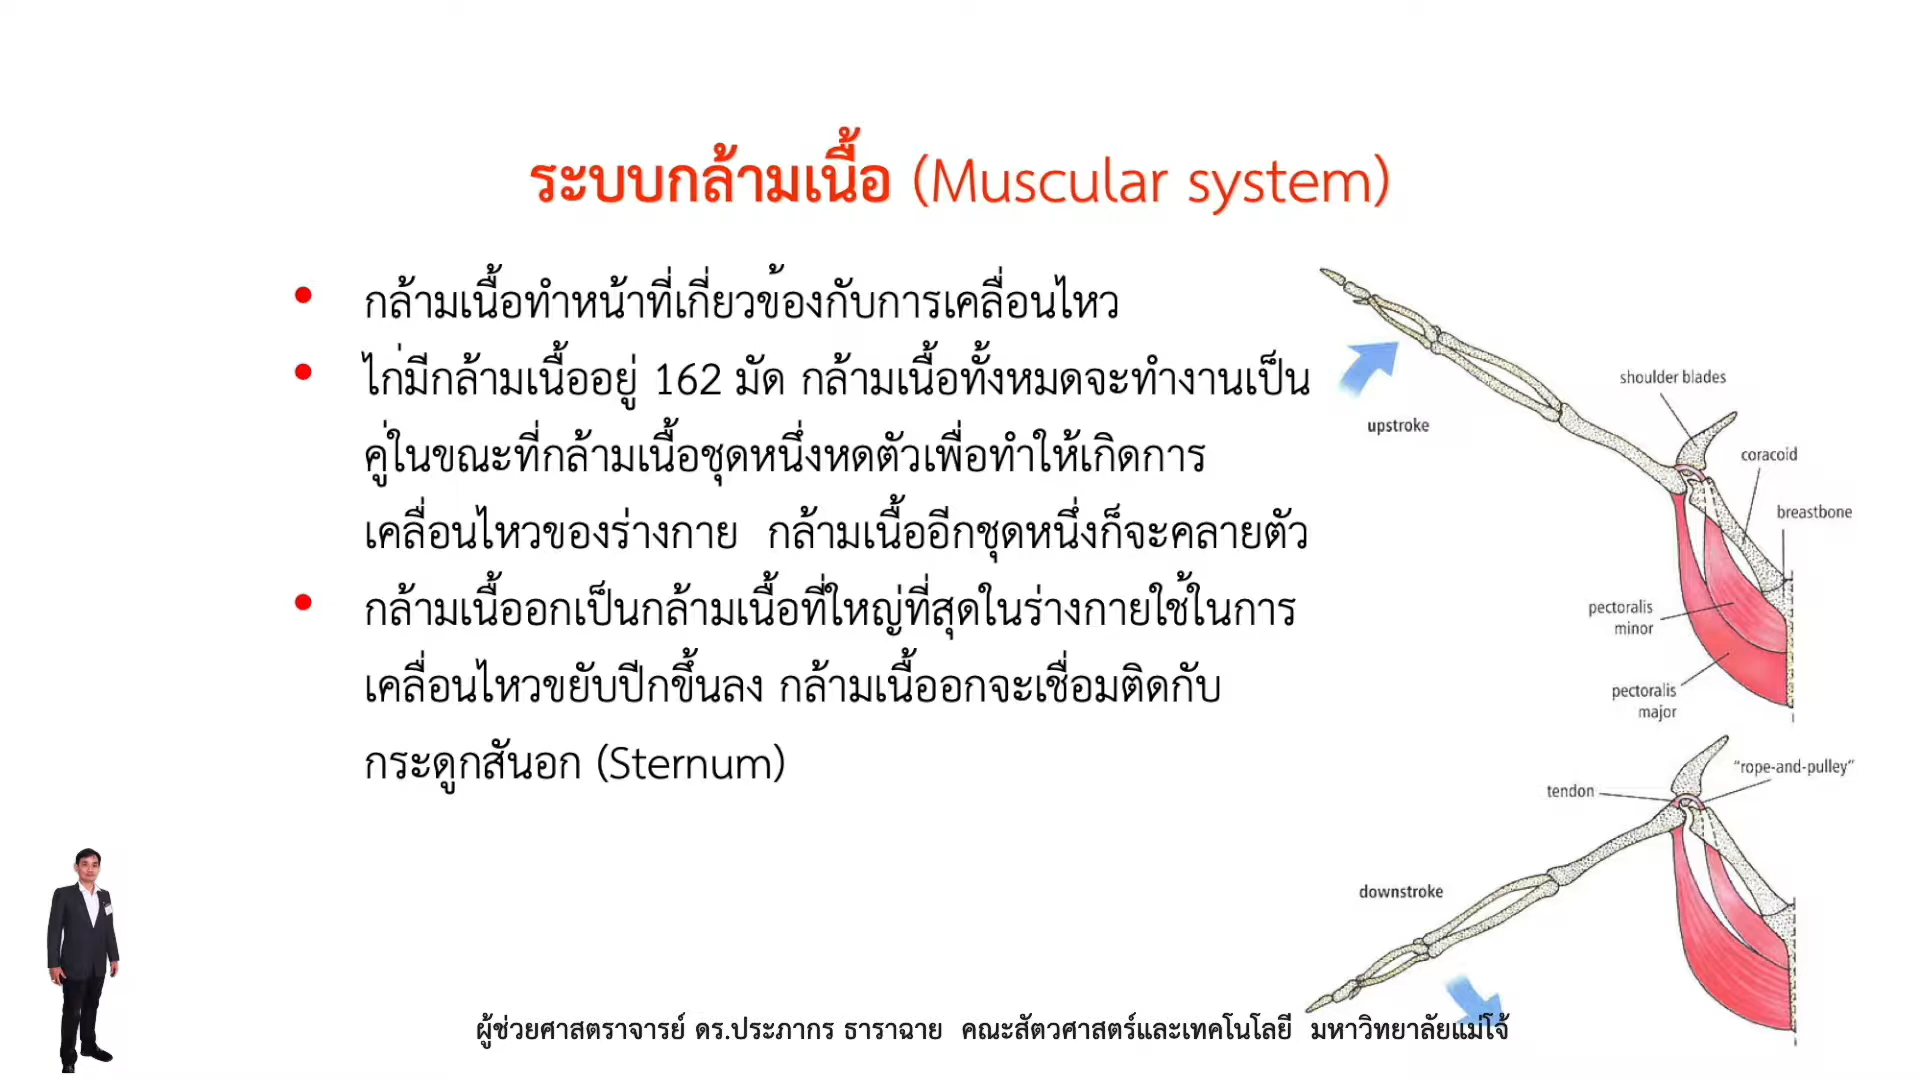 ระบบกล้ามเนื้อ (Muscular system)
• กล้ามเนื้อทำหน้าที่เกี่ยวข้องกับการเคลื่อนไหว
• ไก่มีกล้ามเนื้ออยู่ 162 มัด กล้ามเนื้อทั้งหมดจะทำงานเป็น
คู่ในขณะที่กล้ามเนื้อชุดหนึ่งหดตัวเพื่อทำให้เกิดการ
เคลื่อนไหวของร่างกาย กล้ามเนื้ออีกชุดหนึ่งก็จะคลายตัว
• กล้ามเนื้ออกเป็นกล้ามเนื้อที่ใหญ่ที่สุดในร่างกายใช้ในการ
เคลื่อนไหวขยับปีกขึ้นลง กล้ามเนื้ออกจะเชื่อมติดกับ
กระดูกสันอก (Sternum)
shoulder blades
upstroke
coracoid
breastbone
pectoralis
minor
pectoralis
major
"rope-and-pulley"
tendon
downstroke
ผู้ช่วยศาสตราจารย์ ดร.ประภากร ธาราฉาย คณะสัตวศาสตร์และเทคโนโลยี มหาวิทยาลัยแม่โจ้